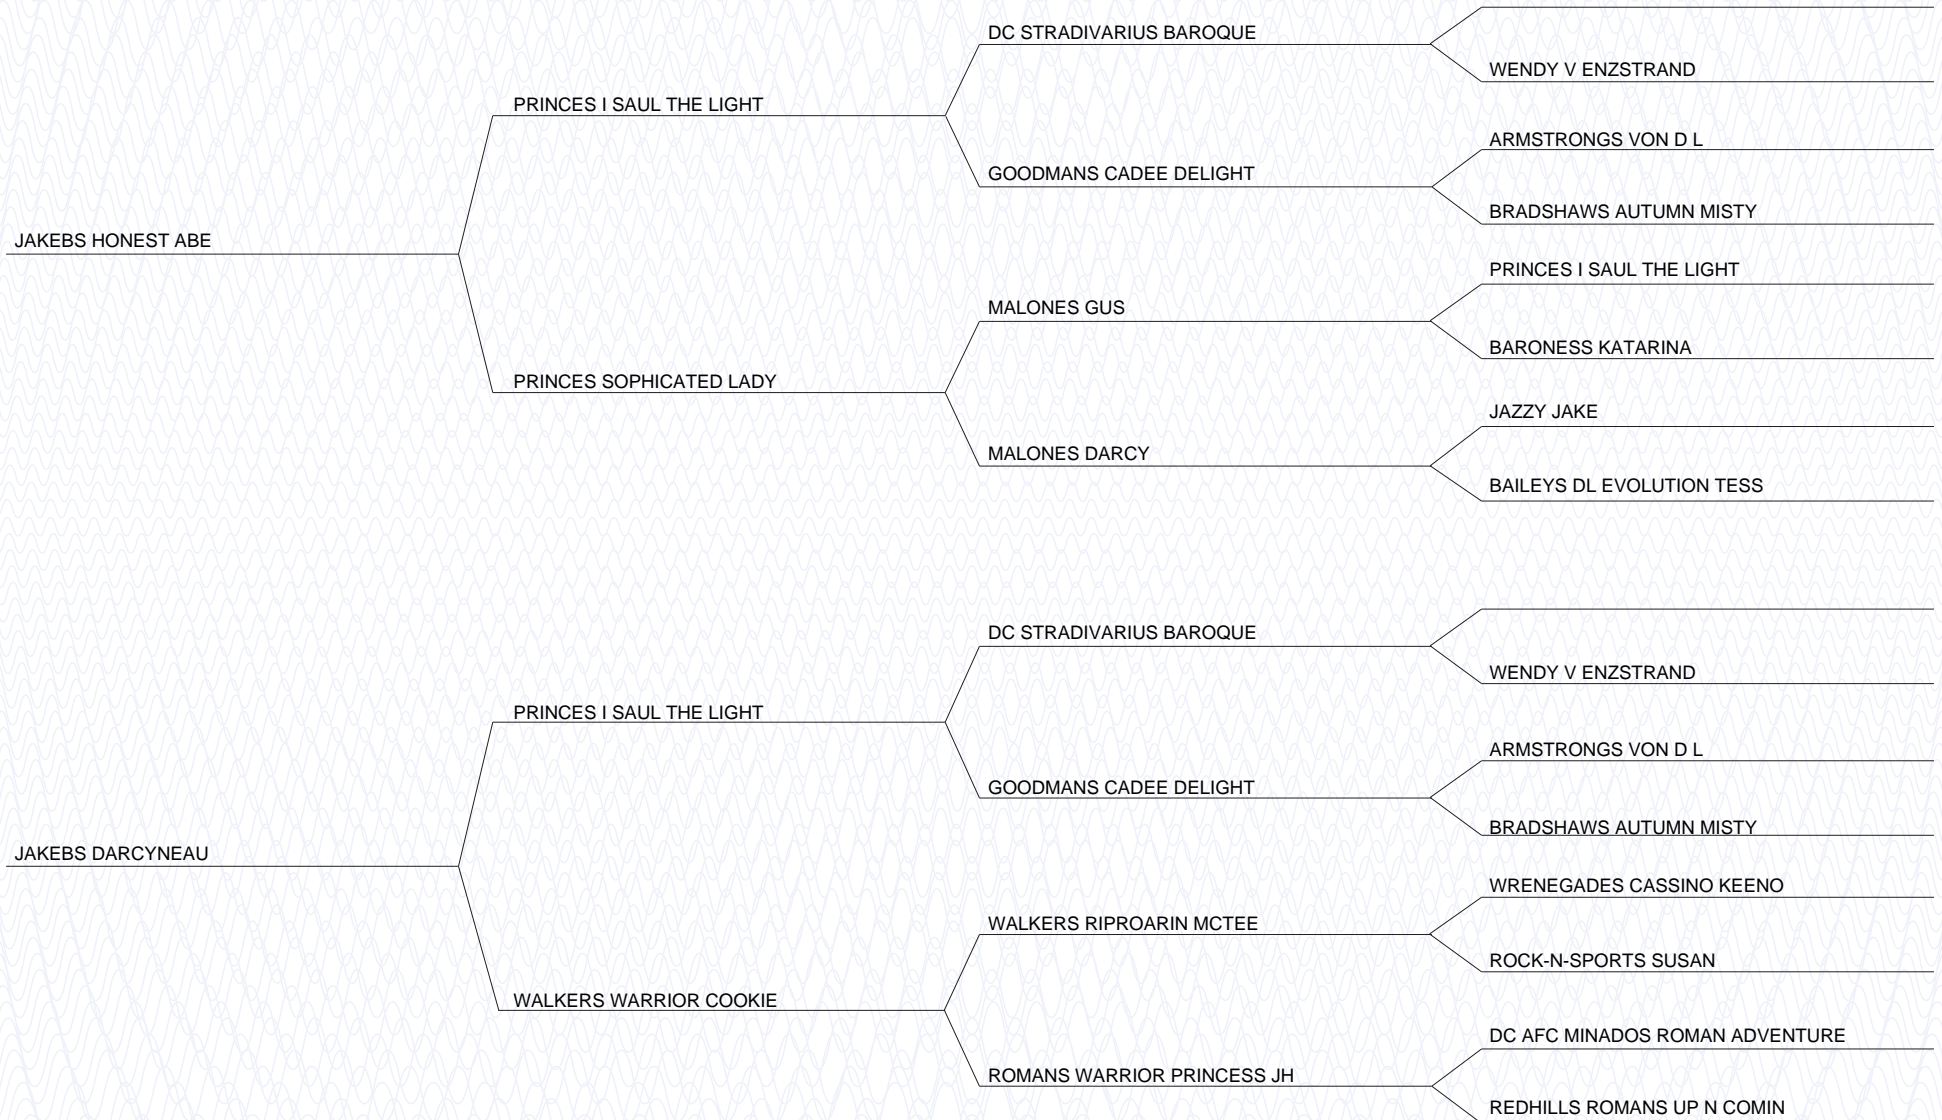 DC STRADIVARIUS BAROQUE
WENDY V ENZSTRAND
PRINCES I SAUL THE LIGHT
ARMSTRONGS VON D L
GOODMANS CADEE DELIGHT
BRADSHAWS AUTUMN MISTY
JAKEBS HONEST ABE
PRINCES I SAUL THE LIGHT
MALONES GUS
BARONESS KATARINA
PRINCES SOPHICATED LADY
JAZZY JAKE
MALONES DARCY
BAILEYS DL EVOLUTION TESS
DC STRADIVARIUS BAROQUE
WENDY V ENZSTRAND
PRINCES I SAUL THE LIGHT
ARMSTRONGS VON D L
GOODMANS CADEE DELIGHT
BRADSHAWS AUTUMN MISTY
JAKEBS DARCYNEAU
WRENEGADES CASSINO KEENO
WALKERS RIPROARIN MCTEE
ROCK-N-SPORTS SUSAN
WALKERS WARRIOR COOKIE
DC AFC MINADOS ROMAN ADVENTURE
ROMANS WARRIOR PRINCESS JH
REDHILLS ROMANS UP N COMIN